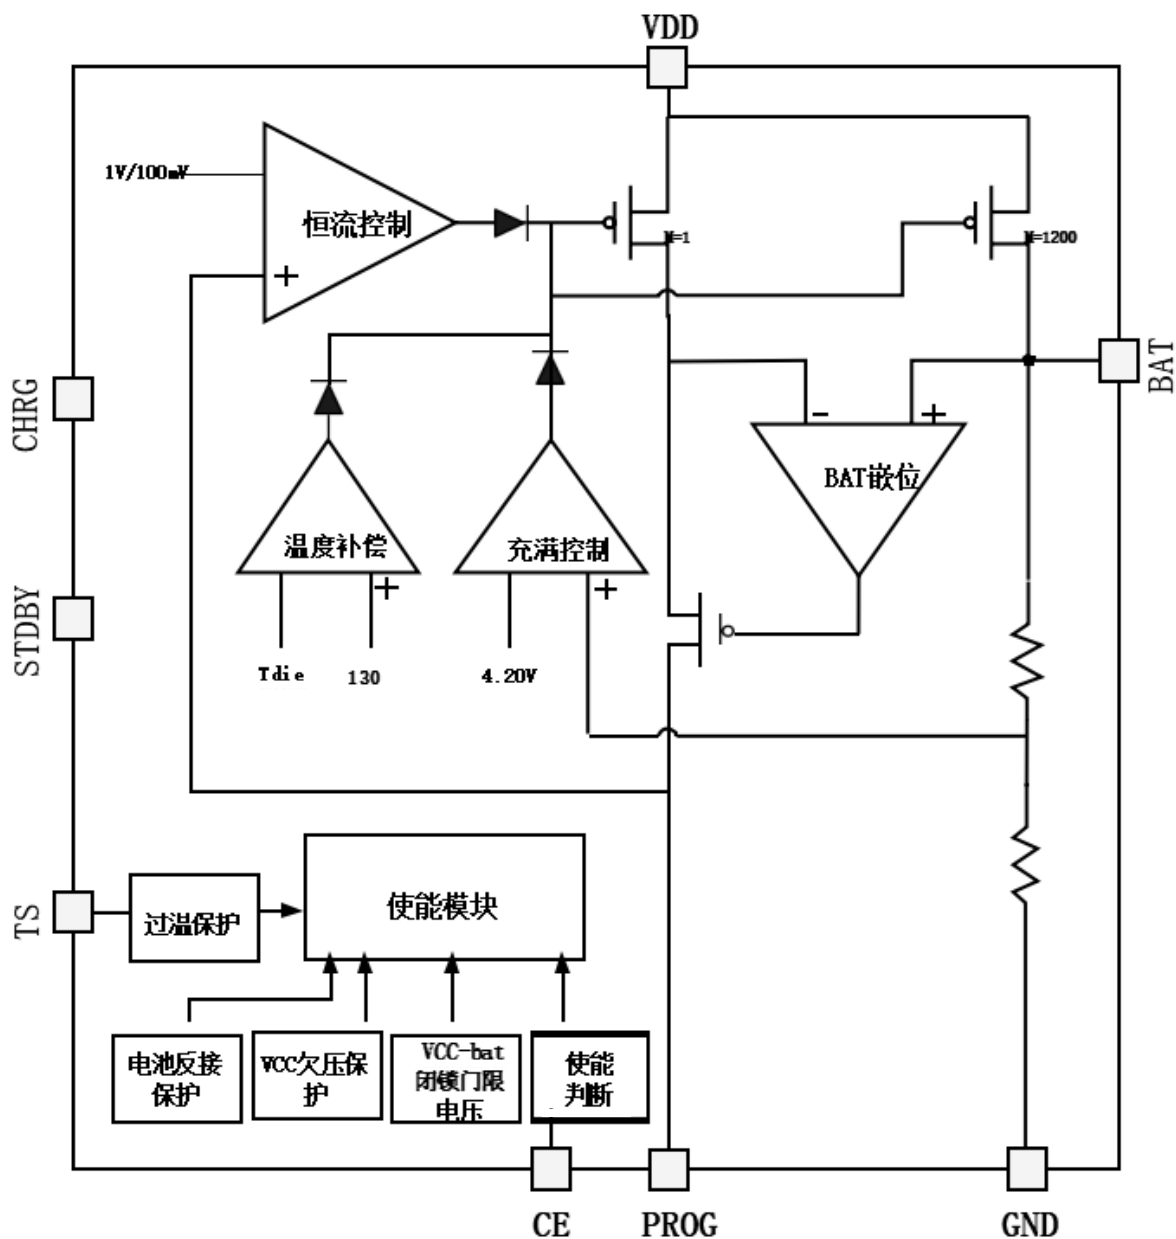 VDD
1V/100mV
恒流控制
+
M=1
M=1200
BAT
CHRG
-
+
BAT嵌位
温度补偿
+
充满控制
+
STDBY
Tdie
130
4.20V
TS
过温保护
使能模块
电池反接
保护
VCC欠压保
护
VCC-bat
闭锁门限
电压
使能
判断
CE
PROG
GND